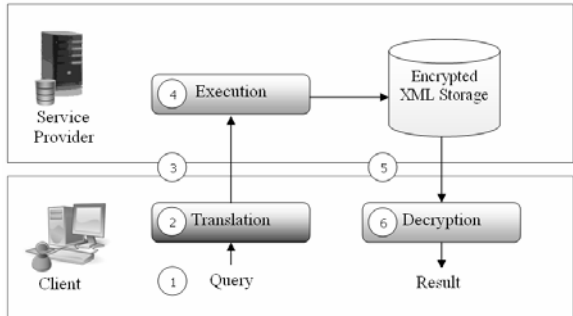 Service
Provider
4 Execution
Encrypted
XML Storage
3
5
Client
2 Translation
6 Decryption
1 Query
Result